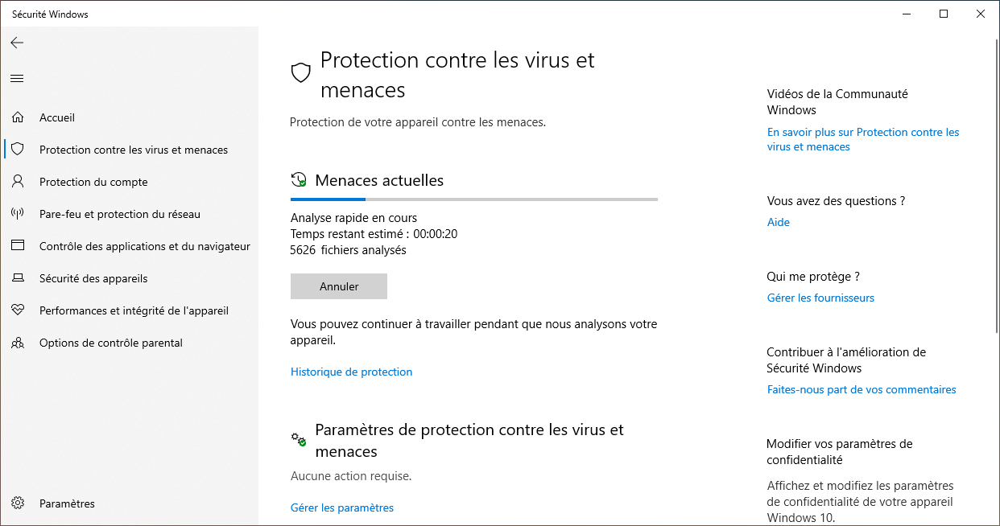 Sécurité Windows
Accueil
Protection contre les virus et menaces
Protection du compte
Pare-feu et protection du réseau
Contrôle des applications et du navigateur
Sécurité des appareils
Performances et intégrité de l'appareil
Options de contrôle parental
Paramètres
Protection contre les virus et
menaces
Protection de votre appareil contre les menaces.
Menaces actuelles
Analyse rapide en cours
Temps restant estimé : 00:00:20
5626 fichiers analysés
Annuler
Vous pouvez continuer à travailler pendant que nous analysons votre
appareil.
Historique de protection
Paramètres de protection contre les virus et
menaces
Aucune action requise.
Gérer les paramètres
Vidéos de la Communauté
Windows
En savoir plus sur Protection contre les
virus et menaces
Vous avez des questions ?
Aide
Qui me protège ?
Gérer les fournisseurs
Contribuer à l'amélioration de
Sécurité Windows
Faites-nous part de vos commentaires
Modifier vos paramètres de
confidentialité
Affichez et modifiez les paramètres
de confidentialité de votre appareil
Windows 10.